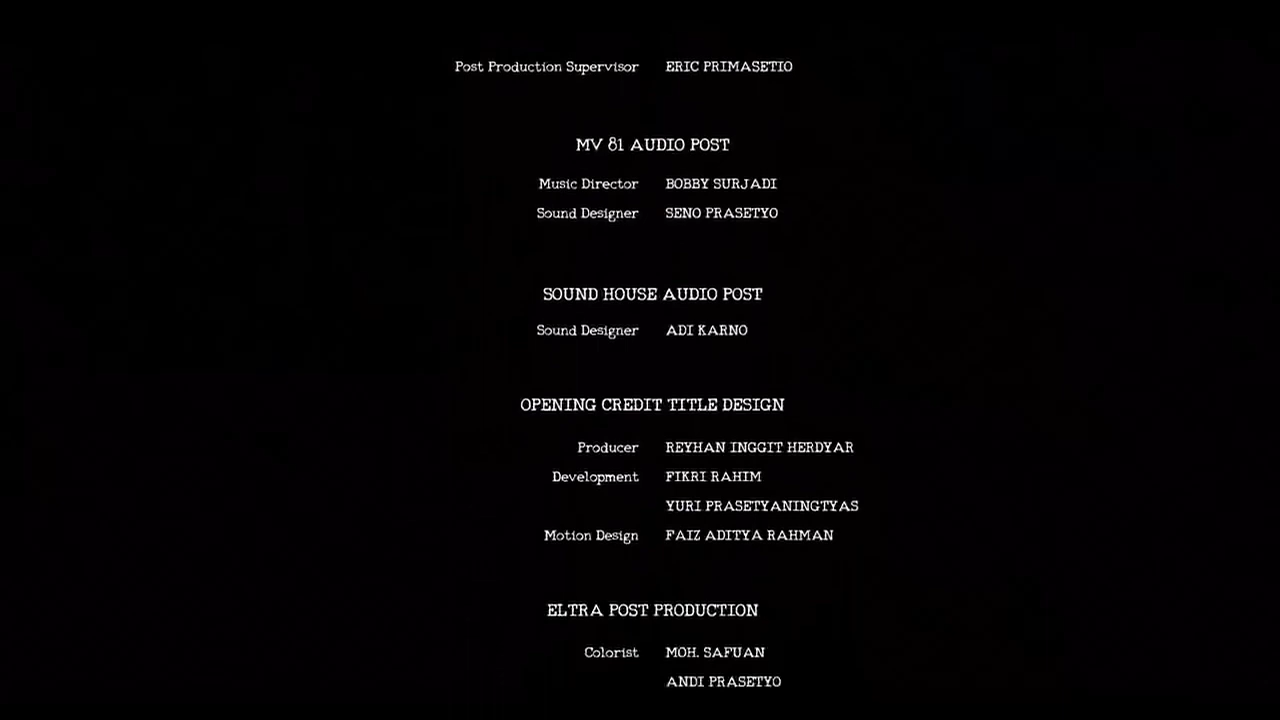 Post Production Supervisor ERIC PRIMASETIO
MV 81 AUDIO POST
Music Director BOBBY SURJADI
Sound Designer SENO PRASETYO
SOUND HOUSE AUDIO POST
Sound Designer ADI KARNO
OPENING CREDIT TITLE DESIGN
Producer REYHAN INGGIT HERDYAR
Development FIKRI RAHIM
YURI PRASETYANINGTYAS
Motion Design FAIZ ADITYA RAHMAN
ELTRA POST PRODUCTION
Colorist MOH. SAFUAN
ANDI PRASETYO